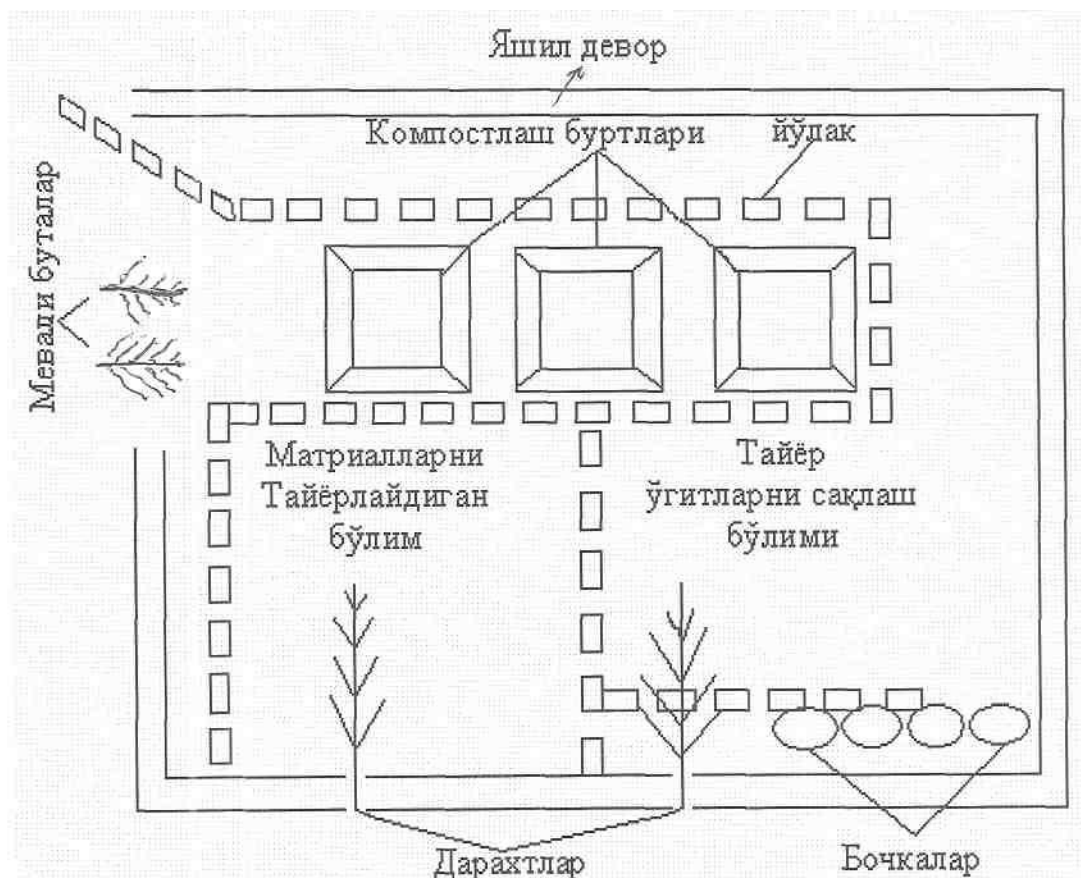 Яшил девор
Компостлаш буртлари
йўлак
Мевали буталар
Матриалларни
Тайёрлайдиган
бўлим
Тайёр
ўгитларни сақлаш
бўлими
Дарахтлар
Бочкалар